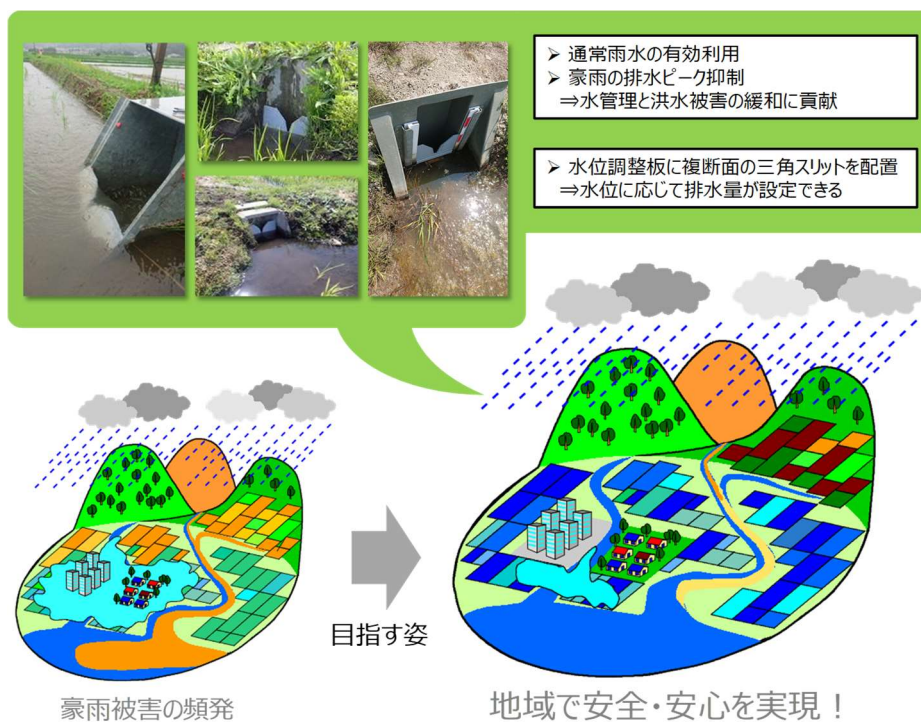 ➢ 通常雨水の有効利用
➢ 豪雨の排水ピーク抑制
⇒水管理と洪水被害の緩和に貢献
➢ 水位調整板に複断面の三角スリットを配置
⇒水位に応じて排水量が設定できる
目指す姿
豪雨被害の頻発
地域で安全・安心を実現！